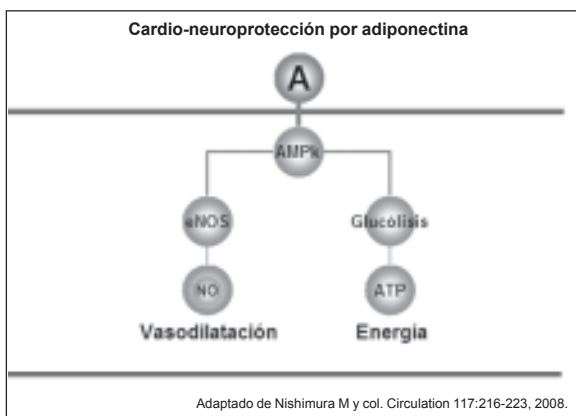 Cardio-neuroprotección por adiponectina
A
AMPk
eNOS
Glucólisis
NO
ATP
Vasodilatación
Energía
Adaptado de Nishimura M y col. Circulation 117:216-223, 2008.